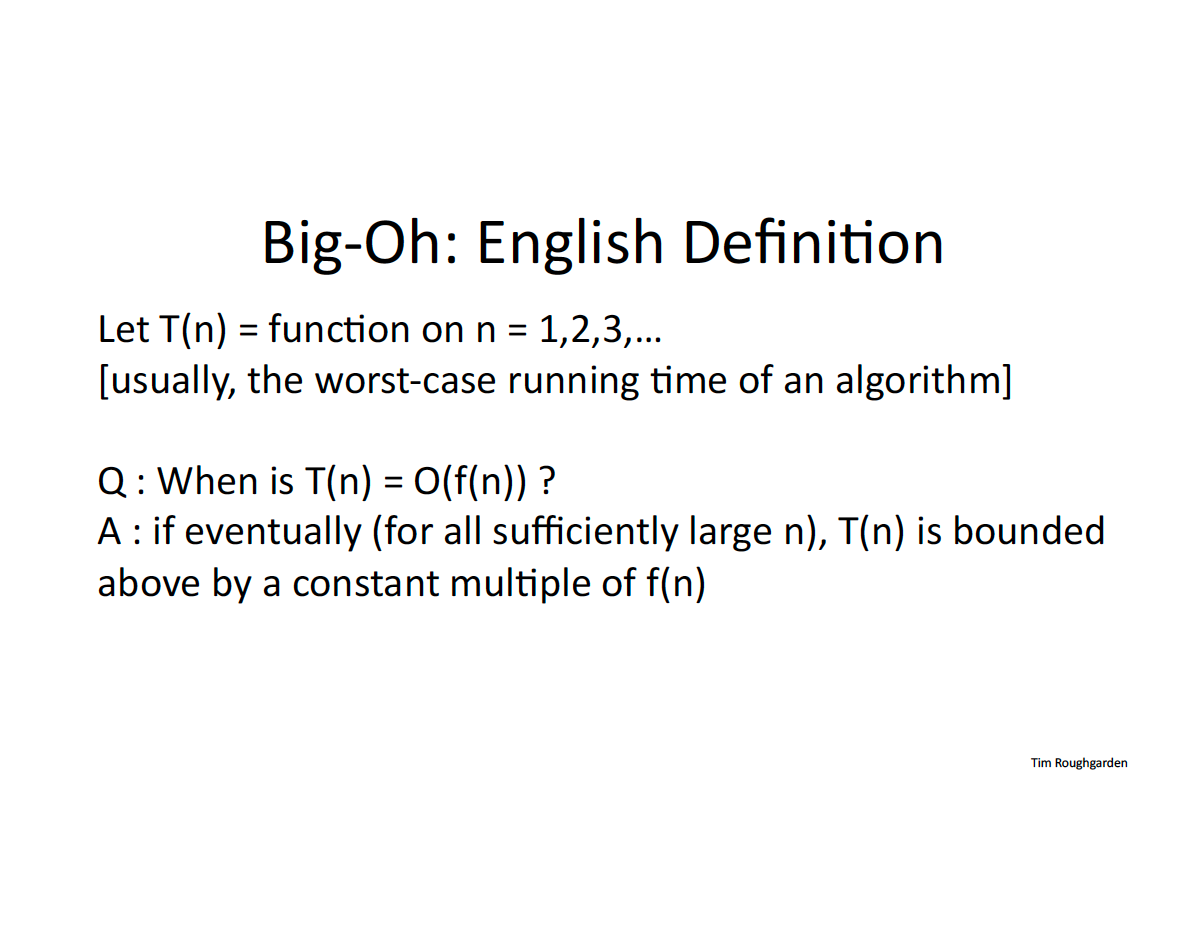 Big-Oh: English Definition
Let T(n) = function on n = 1,2,3,…
[usually, the worst-case running time of an algorithm]
Q : When is T(n) = O(f(n)) ?
A : if eventually (for all sufficiently large n), T(n) is bounded
above by a constant multiple of f(n)
Tim Roughgarden